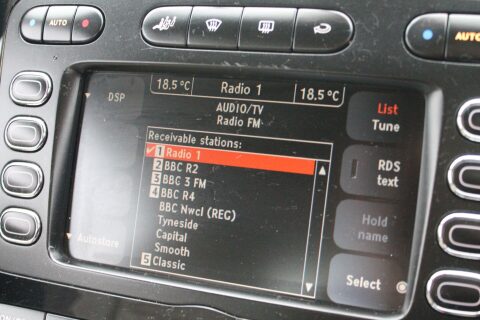 AUTO
AUTO
18.5°C Radio 1 18.5°C
DSP
AUDIO/TV
Radio FM
List
Tune
Receivable stations:
✓1 Radio 1
2 BBC R2
3 BBC 3 FM
4 BBC R4
BBC Nwcl (REG)
Tyneside
Capital
Smooth
5 Classic
RDS
text
Hold
name
Autostore
Select